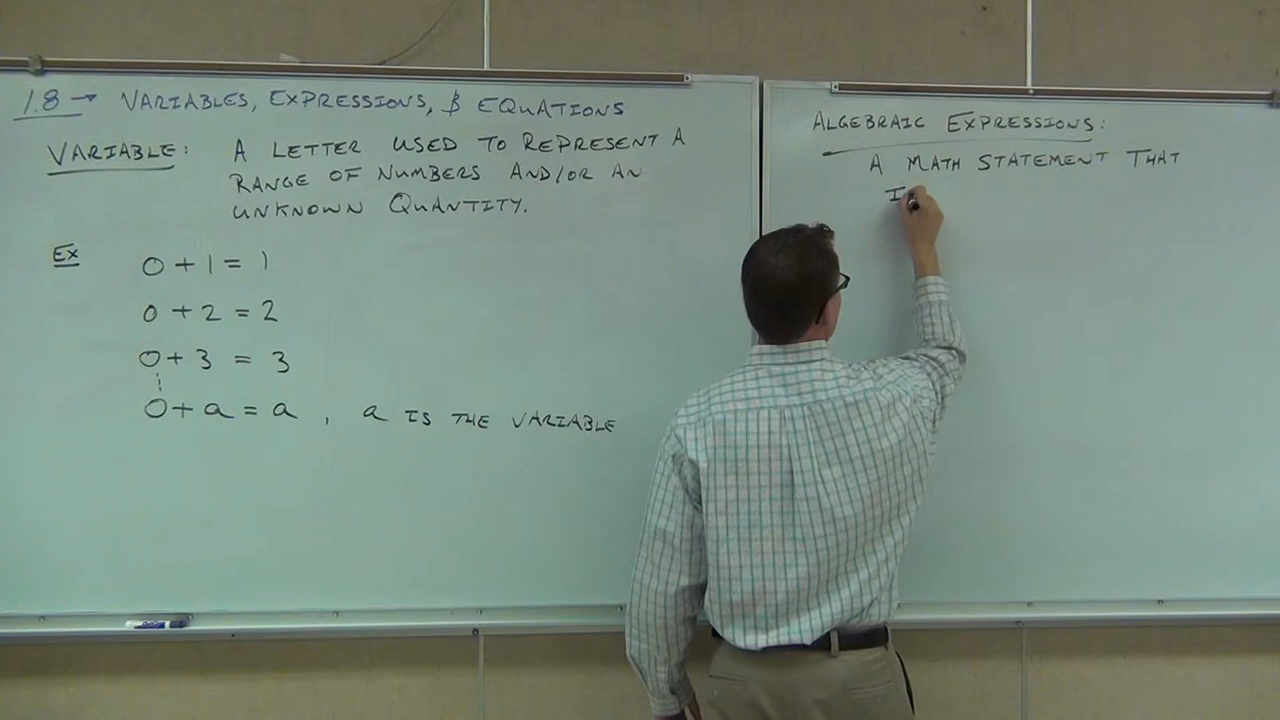 1.8 → VARIABLES, EXPRESSIONS, & EQUATIONS
VARIABLE: A LETTER USED TO REPRESENT A
RANGE OF NUMBERS AND/OR AN
UNKNOWN QUANTITY.
Ex
0 + 1 = 1
0 + 2 = 2
0 + 3 = 3
0 + a = a , a IS THE VARIABLE
ALGEBRAIC EXPRESSIONS:
A MATH STATEMENT THAT